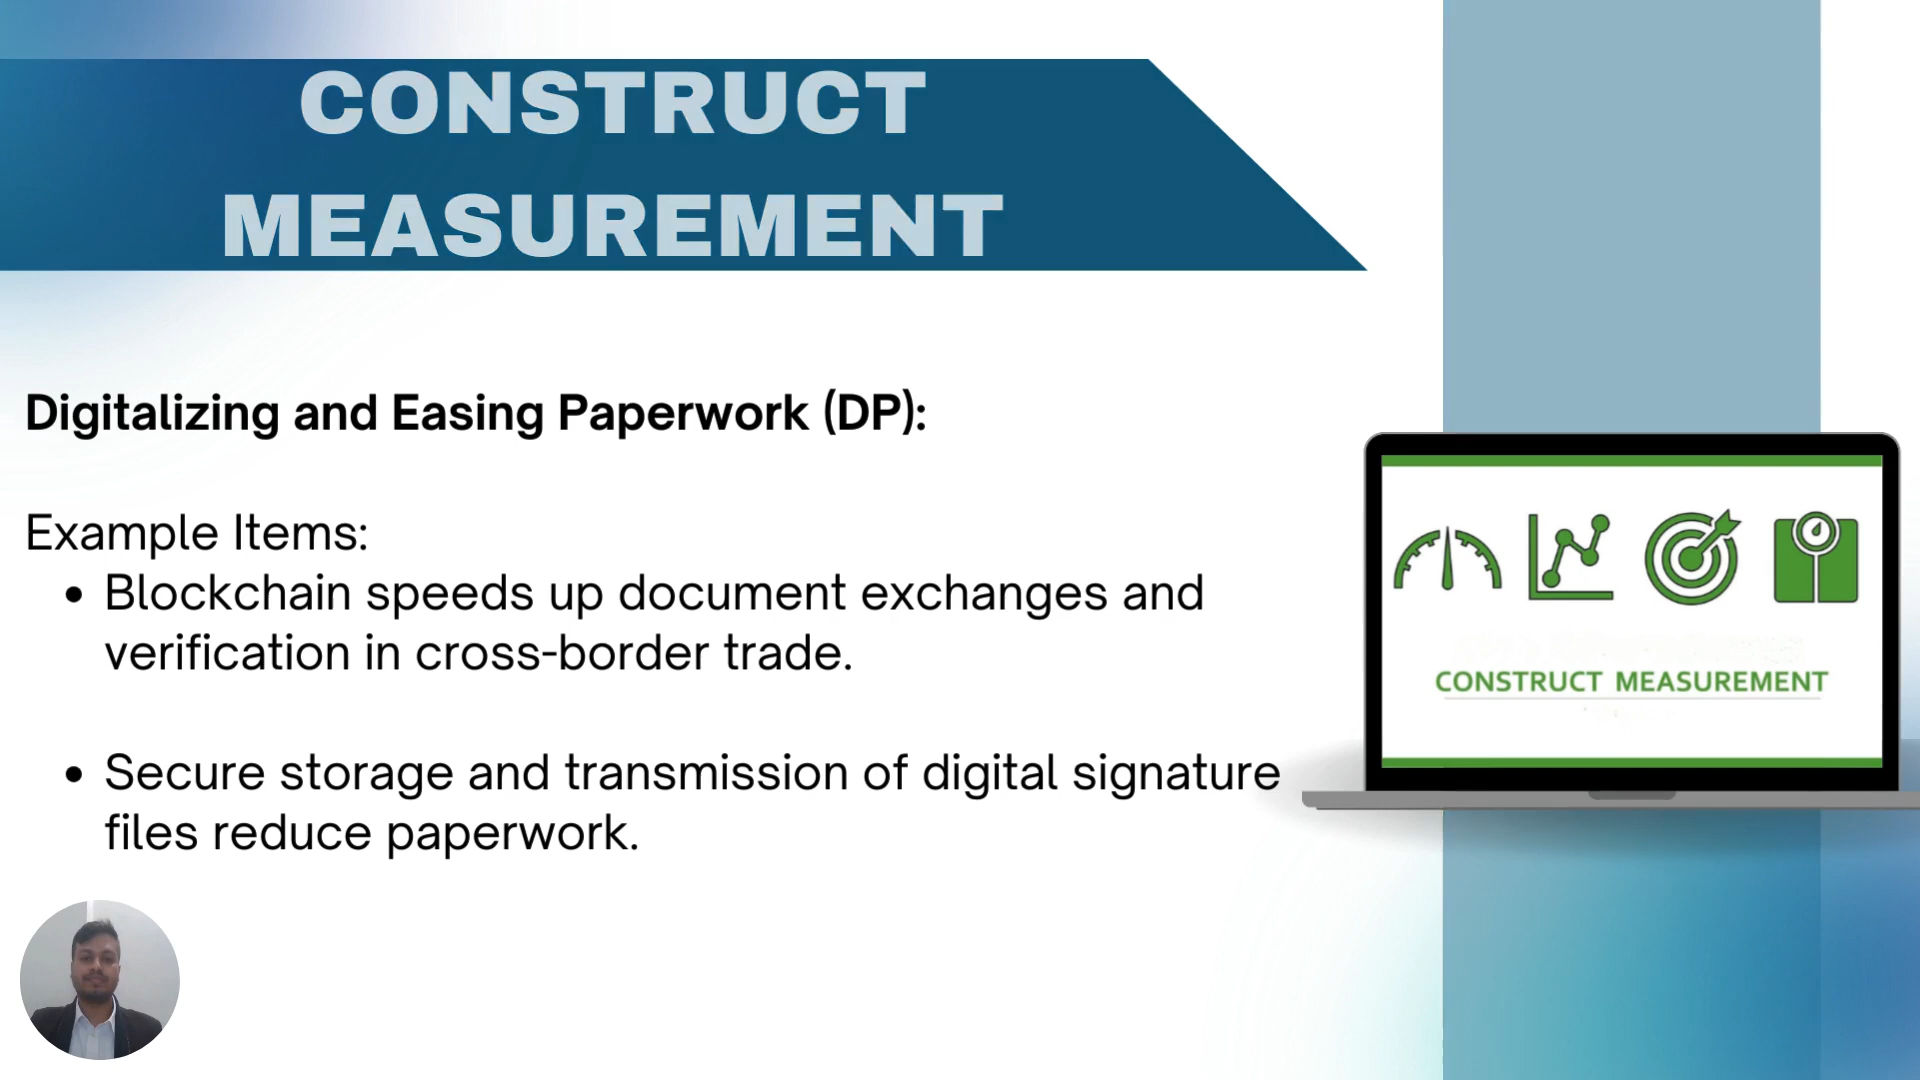 CONSTRUCT
MEASUREMENT
Digitalizing and Easing Paperwork (DP):
Example Items:
• Blockchain speeds up document exchanges and
verification in cross-border trade.
• Secure storage and transmission of digital signature
files reduce paperwork.
CONSTRUCT MEASUREMENT